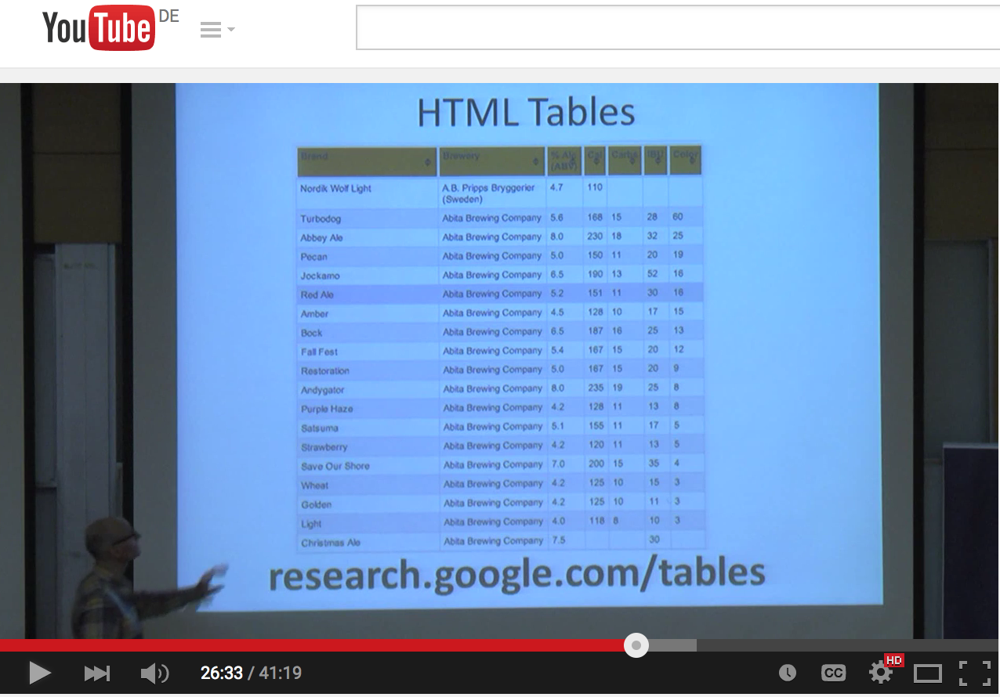 YouTube DE
HTML Tables
Brand Brewery % Alc (ABV) Cal Carbs IBU Color
Nordik Wolf Light A.B. Pripps Bryggerier (Sweden) 4.7 110
Turbodog Abita Brewing Company 5.6 168 15 28 60
Abbey Ale Abita Brewing Company 8.0 230 18 32 25
Pecan Abita Brewing Company 5.0 150 11 20 19
Jockamo Abita Brewing Company 6.5 190 13 52 16
Red Ale Abita Brewing Company 5.2 151 11 30 16
Amber Abita Brewing Company 4.5 128 10 17 15
Bock Abita Brewing Company 6.5 187 16 25 13
Fall Fest Abita Brewing Company 5.4 167 15 20 12
Restoration Abita Brewing Company 5.0 167 15 20 9
Andygator Abita Brewing Company 8.0 235 19 25 8
Purple Haze Abita Brewing Company 4.2 128 11 13 8
Satsuma Abita Brewing Company 5.1 155 11 17 5
Strawberry Abita Brewing Company 4.2 120 11 13 5
Save Our Shore Abita Brewing Company 7.0 200 15 35 4
Wheat Abita Brewing Company 4.2 125 10 15 3
Golden Abita Brewing Company 4.2 125 10 11 3
Light Abita Brewing Company 4.0 118 8 10 3
Christmas Ale Abita Brewing Company 7.5 30
research.google.com/tables
26:33 / 41:19 CC HD